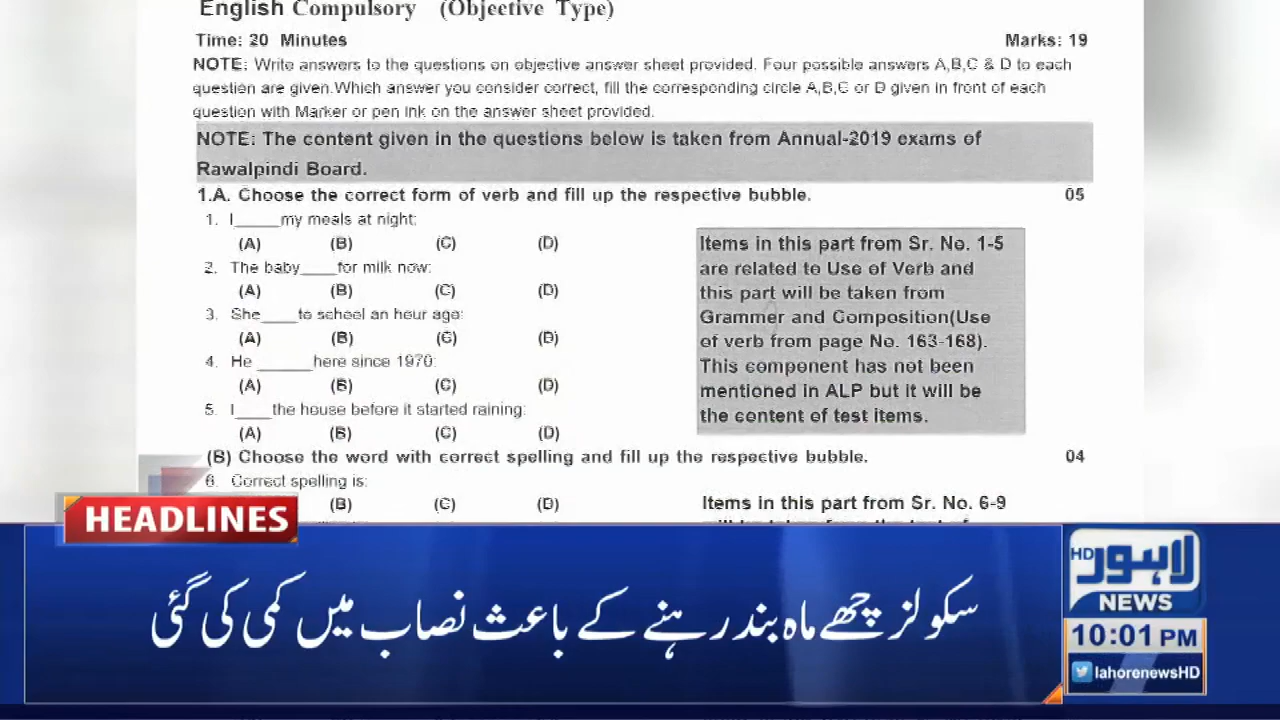 English Compulsory (Objective Type)
Time: 20 Minutes Marks: 19
NOTE: Write answers to the questions on objective answer sheet provided. Four possible answers A,B,C & D to each
question are given.Which answer you consider correct, fill the corresponding circle A,B,C or D given in front of each
question with Marker or pen ink on the answer sheet provided.
NOTE: The content given in the questions below is taken from Annual-2019 exams of
Rawalpindi Board.
1.A. Choose the correct form of verb and fill up the respective bubble. 05
1. I_____my meals at night:
(A) (B) (C) (D)
2. The baby____for milk now:
(A) (B) (C) (D)
3. She____to school an hour ago:
(A) (B) (C) (D)
4. He ______here since 1970:
(A) (B) (C) (D)
5. I____the house before it started raining:
(A) (B) (C) (D)
Items in this part from Sr. No. 1-5
are related to Use of Verb and
this part will be taken from
Grammer and Composition(Use
of verb from page No. 163-168).
This component has not been
mentioned in ALP but it will be
the content of test items.
(B) Choose the word with correct spelling and fill up the respective bubble. 04
6. Correct spelling is:
(B) (C) (D)
Items in this part from Sr. No. 6-9
HEADLINES
سکولز چھے ماہ بند رہنے کے باعث نصاب میں کمی کی گئی
HD لاہور
NEWS
10:01 PM
lahorenewsHD